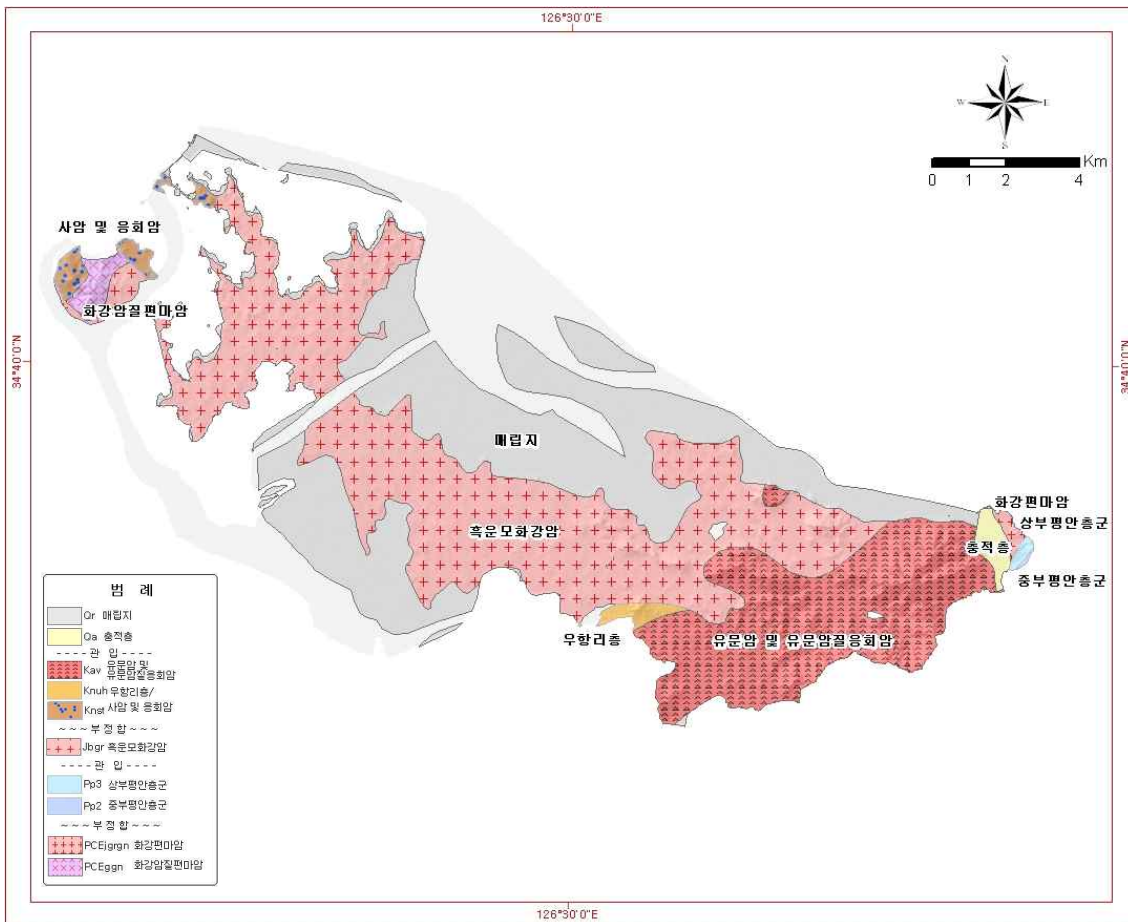 126°30'0"E
N
W
E
S
Km
0 1 2 4
사암 및 응회암
화강암질편마암
34°40'0"N
34°40'0"N
매립지
화강편마암
상부평안층군
흑운모화강암
충적층
중부평안층군
우항리층
유문암 및 유문암질응회암
범 례
Qr 매립지
Qa 충적층
- - - - 관 입 - - - -
Kav 유문암 및
유문암질응회암
Knuh 우항리층/
Knst 사암 및 응회암
~ ~ ~ 부 정 합 ~ ~ ~
Jbgr 흑운모화강암
- - - - 관 입 - - - -
Pp3 상부평안층군
Pp2 중부평안층군
~ ~ ~ 부 정 합 ~ ~ ~
PCEjgrgn 화강편마암
PCEggn 화강암질편마암
126°30'0"E